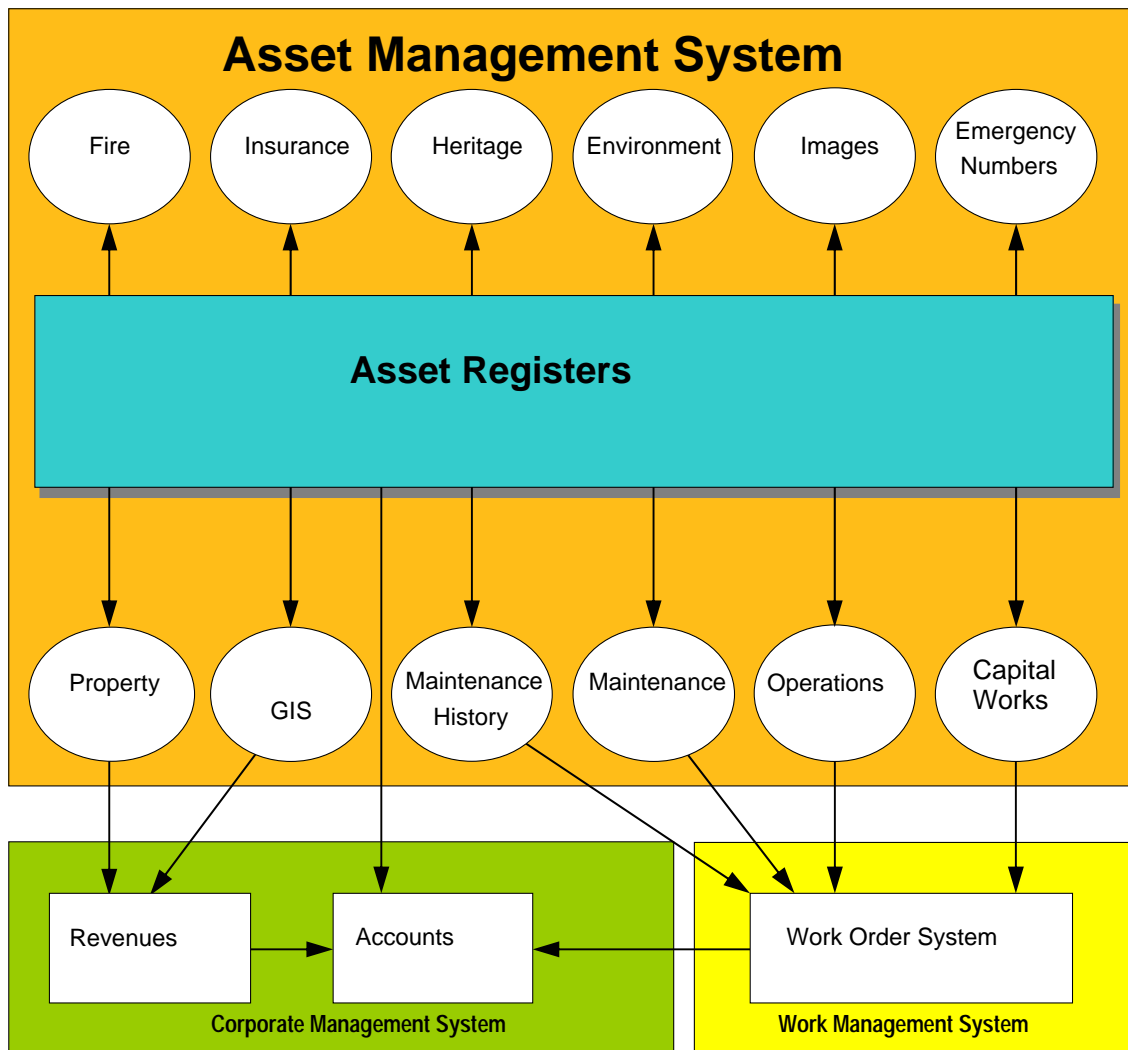 Asset Management System
Fire
Insurance
Heritage
Environment
Images
Emergency
Numbers
Asset Registers
Property
GIS
Maintenance
History
Maintenance
Operations
Capital
Works
Revenues
Accounts
Work Order System
Corporate Management System
Work Management System